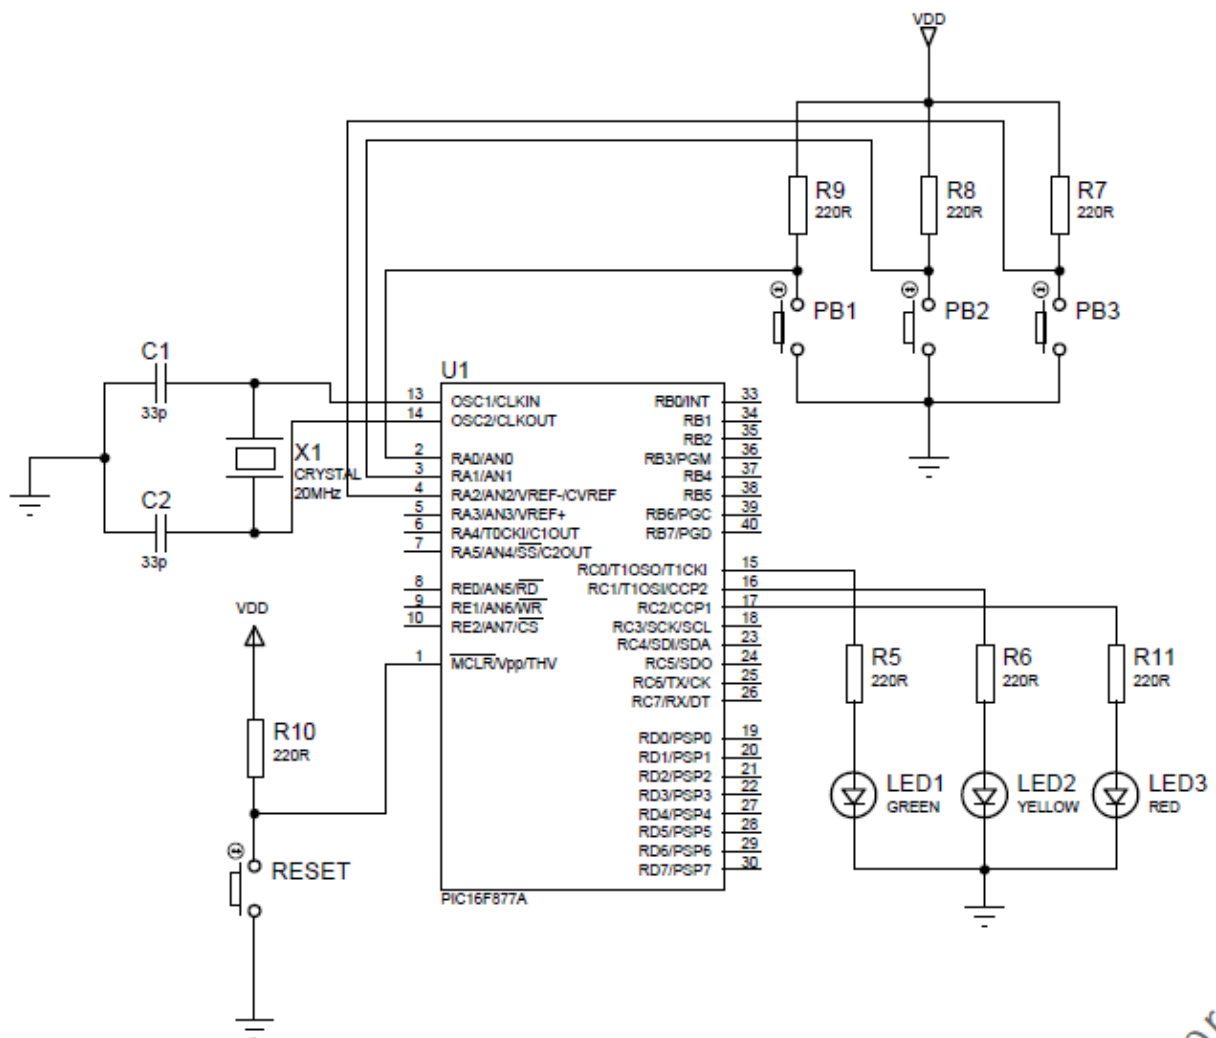 VDD
R9
220R
R8
220R
R7
220R
PB1
PB2
PB3
C1
33p
X1
CRYSTAL
20MHz
C2
33p
U1
13 OSC1/CLKIN
14 OSC2/CLKOUT
2 RA0/AN0
3 RA1/AN1
4 RA2/AN2/VREF-/CVREF
5 RA3/AN3/VREF+
6 RA4/T0CKI/C1OUT
7 RA5/AN4/SS/C2OUT
8 RE0/AN5/RD
9 RE1/AN6/WR
10 RE2/AN7/CS
1 MCLR/Vpp/THV
RB0/INT 33
RB1 34
RB2 35
RB3/PGM 36
RB4 37
RB5 38
RB6/PGC 39
RB7/PGD 40
RC0/T1OSO/T1CKI 15
RC1/T1OSI/CCP2 16
RC2/CCP1 17
RC3/SCK/SCL 18
RC4/SDI/SDA 23
RC5/SDO 24
RC6/TX/CK 25
RC7/RX/DT 26
RD0/PSP0 19
RD1/PSP1 20
RD2/PSP2 21
RD3/PSP3 22
RD4/PSP4 27
RD5/PSP5 28
RD6/PSP6 29
RD7/PSP7 30
PIC16F877A
VDD
R10
220R
RESET
R5
220R
R6
220R
R11
220R
LED1
GREEN
LED2
YELLOW
LED3
RED
or